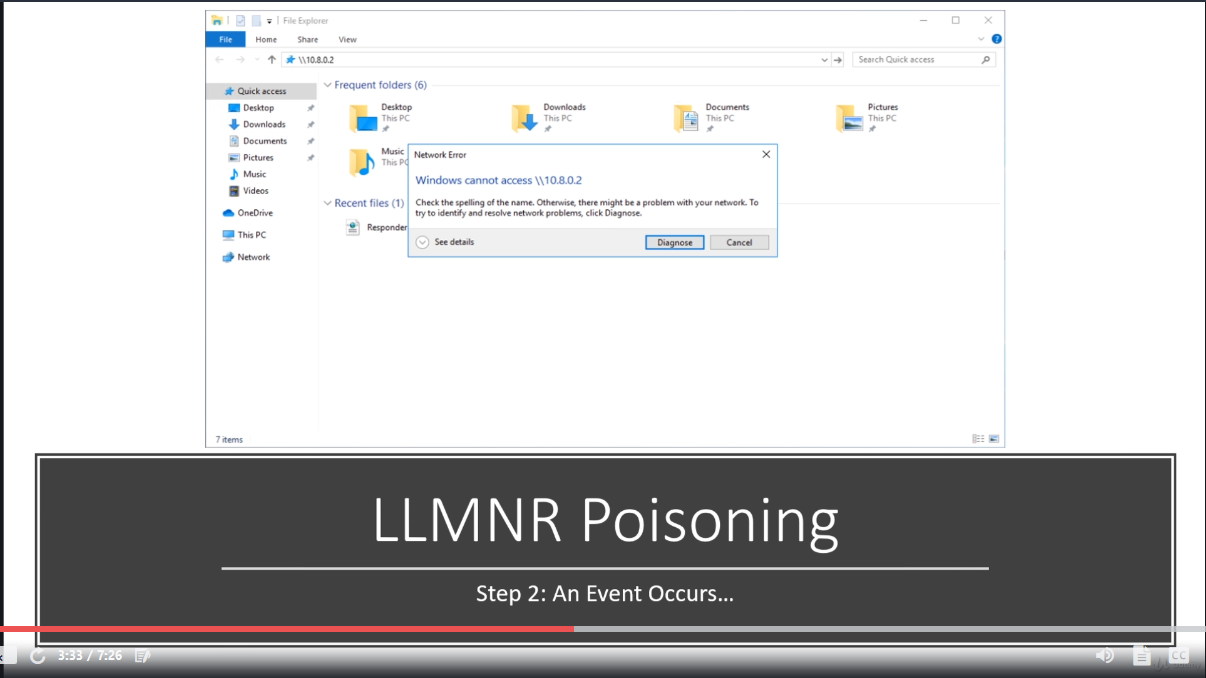 File Explorer
File Home Share View
\\10.8.0.2
Search Quick access
Quick access
Desktop
Downloads
Documents
Pictures
Music
Videos
OneDrive
This PC
Network
Frequent folders (6)
Desktop
This PC
Downloads
This PC
Documents
This PC
Pictures
This PC
Music
This PC
Recent files (1)
Responder
Network Error
Windows cannot access \\10.8.0.2
Check the spelling of the name. Otherwise, there might be a problem with your network. To
try to identify and resolve network problems, click Diagnose.
See details
Diagnose
Cancel
7 items
LLMNR Poisoning
Step 2: An Event Occurs...
3:33 / 7:26
CC